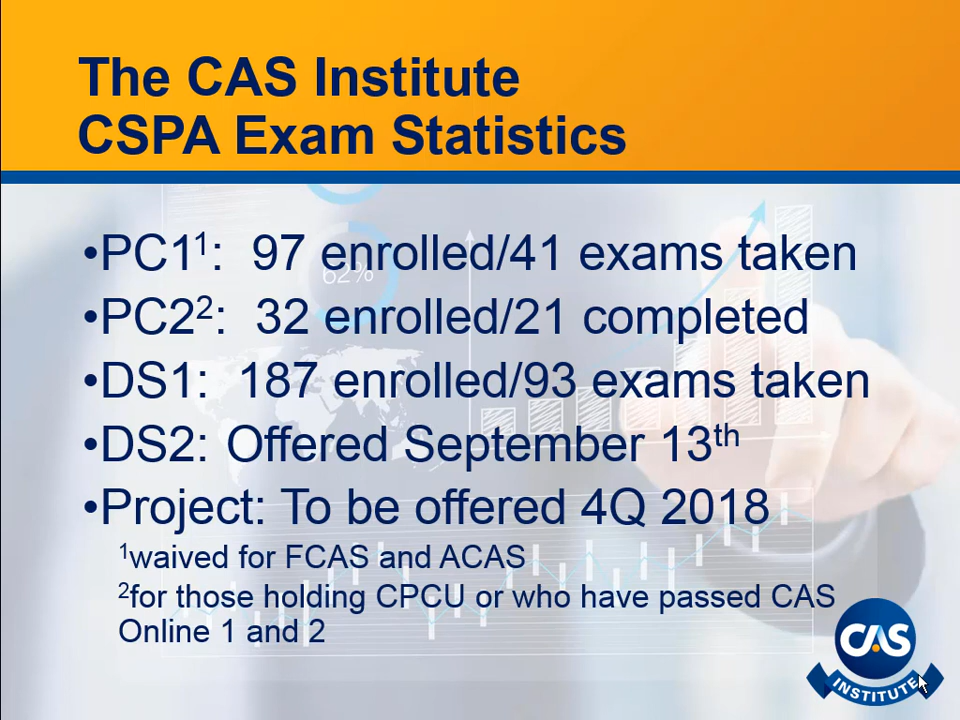 The CAS Institute
CSPA Exam Statistics
•PC1¹: 97 enrolled/41 exams taken
62%
•PC2²: 32 enrolled/21 completed
•DS1: 187 enrolled/93 exams taken
•DS2: Offered September 13th
•Project: To be offered 4Q 2018
¹waived for FCAS and ACAS
²for those holding CPCU or who have passed CAS
Online 1 and 2
CAS
INSTITUTE